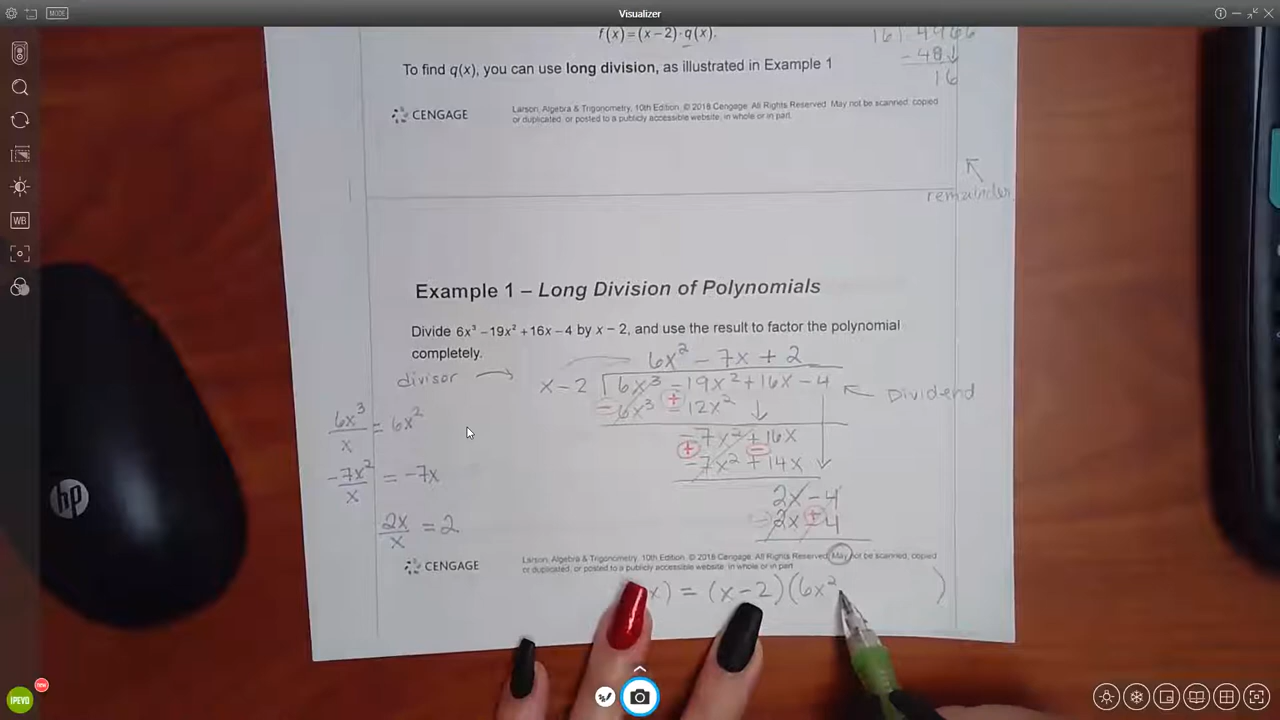 Visualizer
MODE
f(x)=(x−2)·q(x).
− 48↓
16
To find q(x), you can use long division, as illustrated in Example 1
CENGAGE
Larson, Algebra & Trigonometry, 10th Edition, © 2018 Cengage. All Rights Reserved. May not be scanned, copied
or duplicated, or posted to a publicly accessible website, in whole or in part.
remainder
Example 1 – Long Division of Polynomials
Divide 6x³ −19x² +16x−4 by x − 2, and use the result to factor the polynomial
completely.
6x² − 7x + 2
divisor → x−2 ) 6x³ − 19x² + 16x − 4 ← Dividend
− 6x³ − 12x² ⊕ ↓
6x³/x = 6x²
−7x² + 16x
⊕ −7x² + 14x ⊖
−7x²/x = −7x
2x − 4
⊖ 2x − 4 ⊕
2x/x = 2
CENGAGE
Larson, Algebra & Trigonometry, 10th Edition, © 2018 Cengage. All Rights Reserved. May not be scanned, copied
or duplicated, or posted to a publicly accessible website, in whole or in part.
x) = (x−2)(6x² )
hp
IPEVO
new
WB